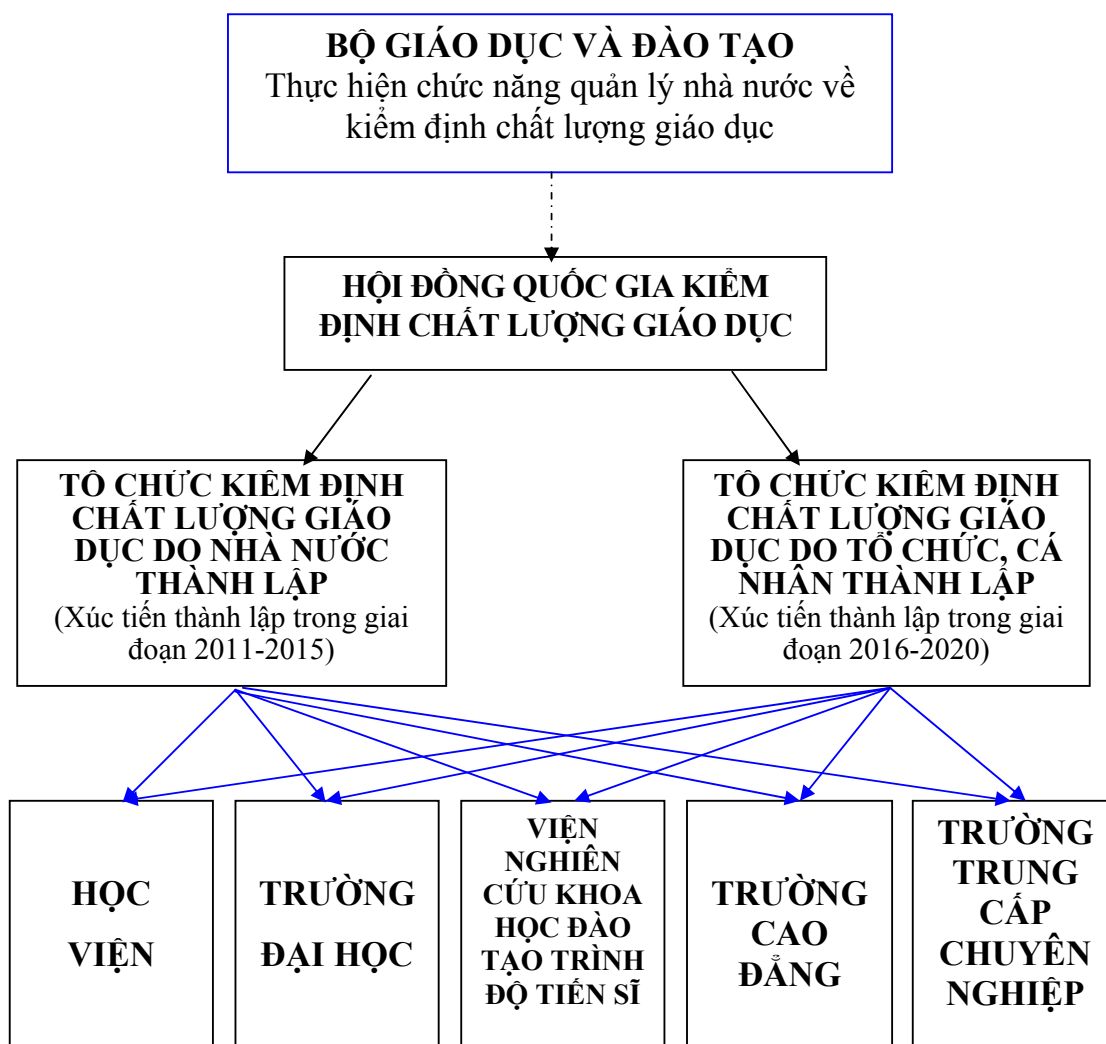 BỘ GIÁO DỤC VÀ ĐÀO TẠO
Thực hiện chức năng quản lý nhà nước về
kiểm định chất lượng giáo dục
HỘI ĐỒNG QUỐC GIA KIỂM
ĐỊNH CHẤT LƯỢNG GIÁO DỤC
TỔ CHỨC KIỂM ĐỊNH
CHẤT LƯỢNG GIÁO
DỤC DO NHÀ NƯỚC
THÀNH LẬP
(Xúc tiến thành lập trong giai
đoạn 2011-2015)
TỔ CHỨC KIỂM ĐỊNH
CHẤT LƯỢNG GIÁO
DỤC DO TỔ CHỨC, CÁ
NHÂN THÀNH LẬP
(Xúc tiến thành lập trong giai
đoạn 2016-2020)
HỌC
VIỆN
TRƯỜNG
ĐẠI HỌC
VIỆN
NGHIÊN
CỨU KHOA
HỌC ĐÀO
TẠO TRÌNH
ĐỘ TIẾN SĨ
TRƯỜNG
CAO
ĐẲNG
TRƯỜNG
TRUNG
CẤP
CHUYÊN
NGHIỆP